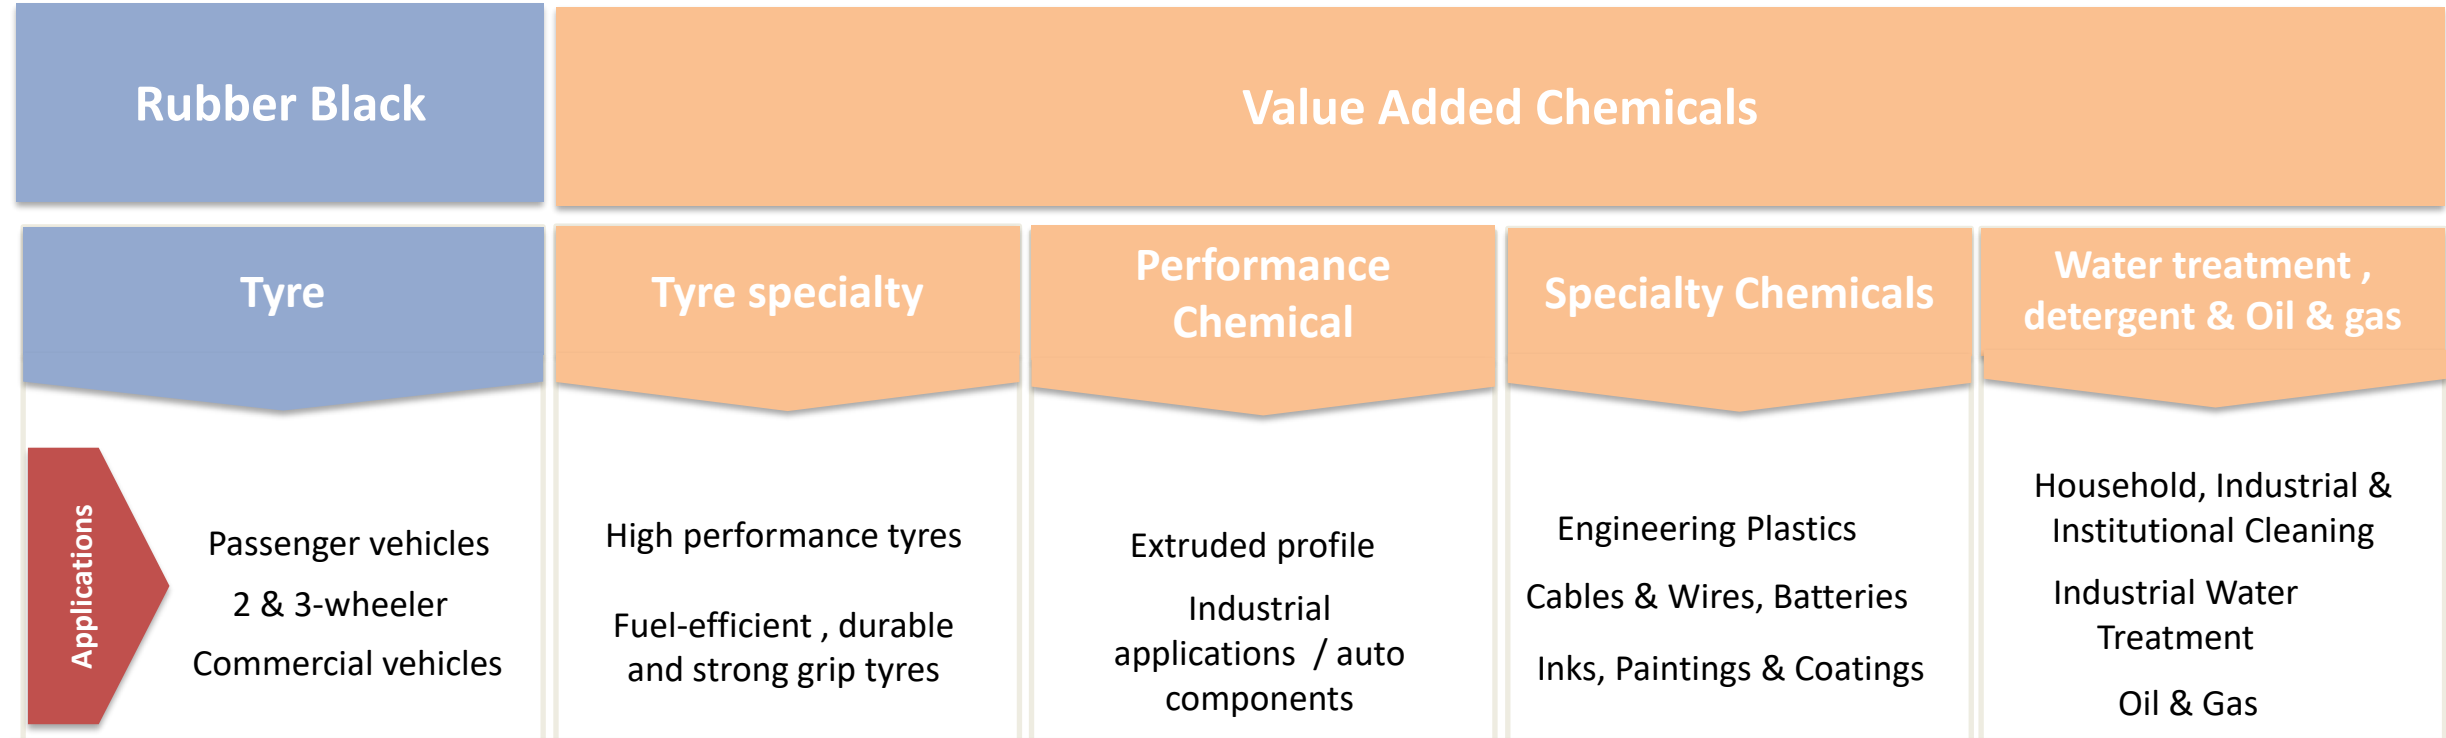 Rubber Black
Value Added Chemicals
Tyre
Tyre specialty
Performance
Chemical
Specialty Chemicals
Water treatment ,
detergent & Oil & gas
Applications
Passenger vehicles
2 & 3-wheeler
Commercial vehicles
High performance tyres
Fuel-efficient , durable
and strong grip tyres
Extruded profile
Industrial
applications / auto
components
Engineering Plastics
Cables & Wires, Batteries
Inks, Paintings & Coatings
Household, Industrial &
Institutional Cleaning
Industrial Water
Treatment
Oil & Gas